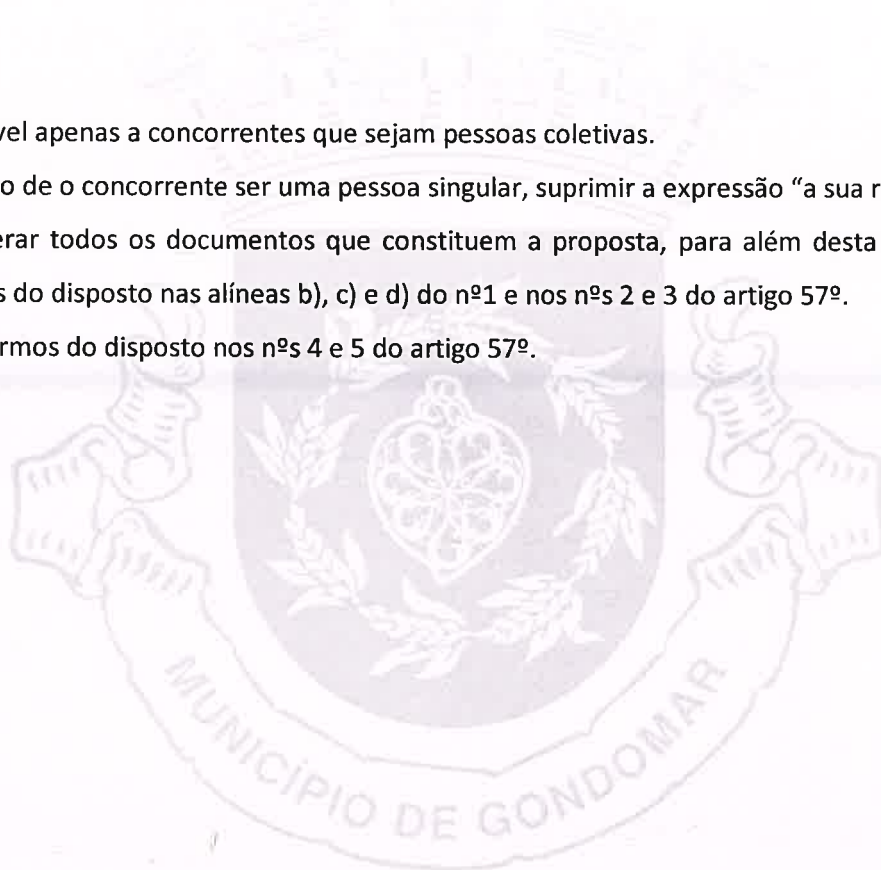 vel apenas a concorrentes que sejam pessoas coletivas.
o de o concorrente ser uma pessoa singular, suprimir a expressão “a sua r
erar todos os documentos que constituem a proposta, para além desta
s do disposto nas alíneas b), c) e d) do nº1 e nos nºs 2 e 3 do artigo 57º.
rmos do disposto nos nºs 4 e 5 do artigo 57º.
MUNICÍPIO DE GONDOMAR